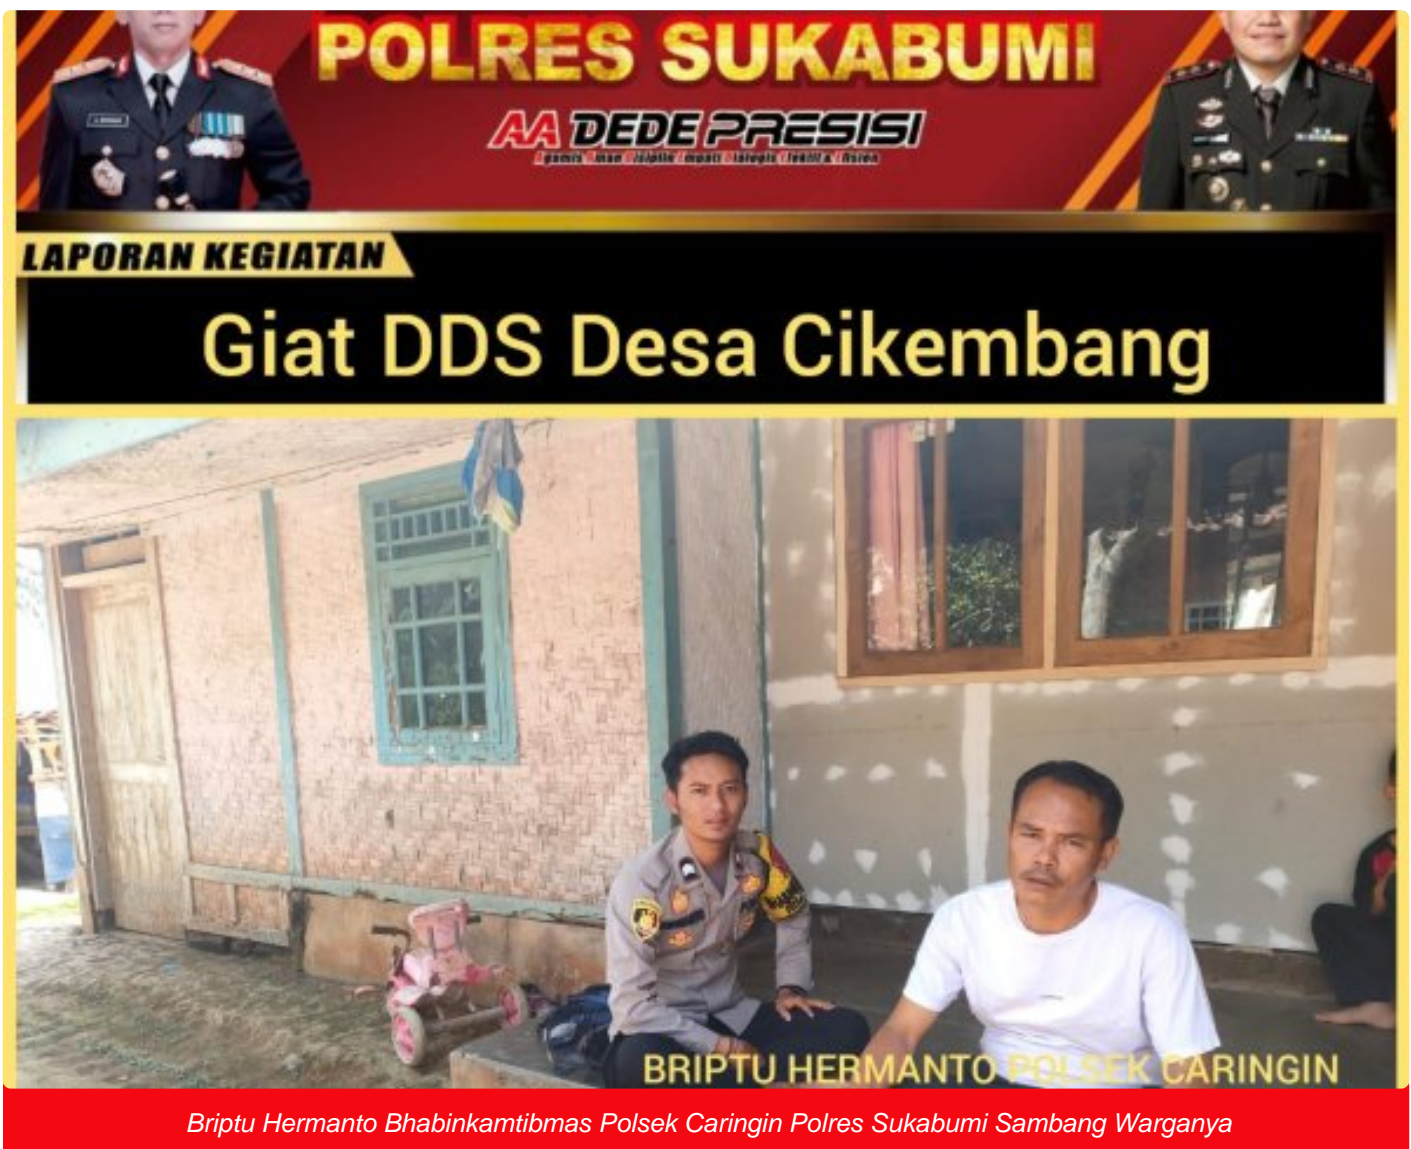 POLRES SUKABUMI
AA DEDE PRESISI
LAPORAN KEGIATAN
Giat DDS Desa Cikembang
BRIPTU HERMANTO POLSEK CARINGIN
Briptu Hermanto Bhabinkamtibmas Polsek Caringin Polres Sukabumi Sambang Warganya